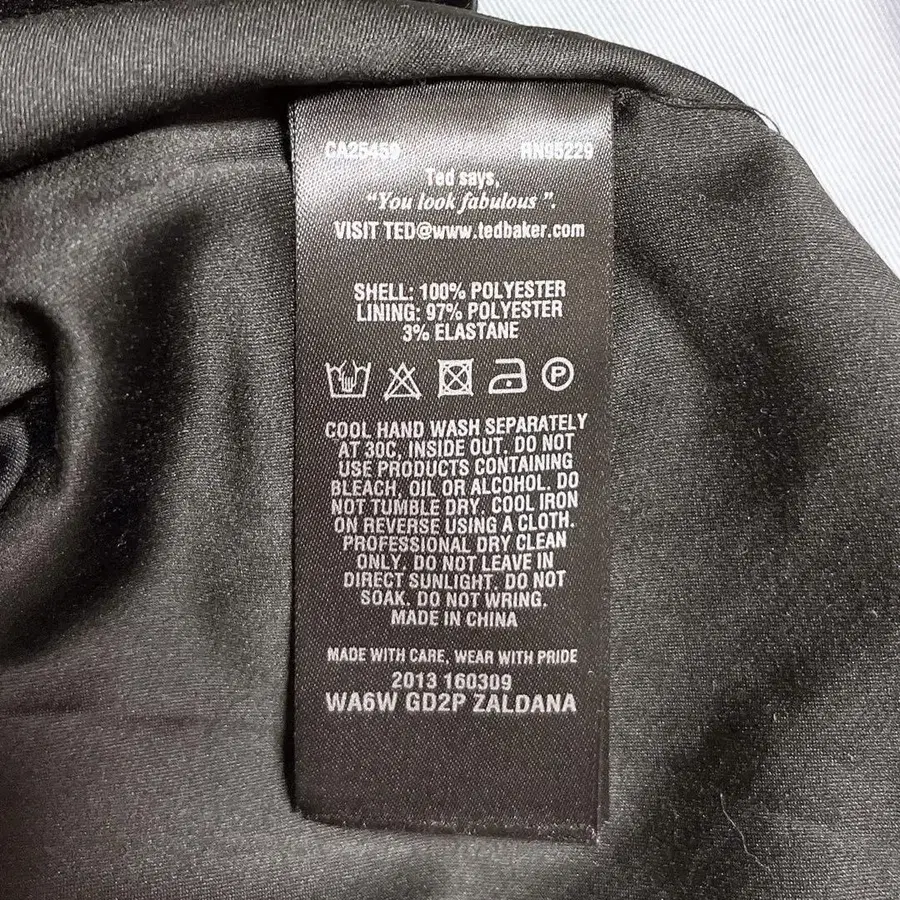 CA25459 RN95229
Ted says,
"You look fabulous".
VISIT TED@www.tedbaker.com
SHELL: 100% POLYESTER
LINING: 97% POLYESTER
3% ELASTANE
P
COOL HAND WASH SEPARATELY
AT 30C, INSIDE OUT. DO NOT
USE PRODUCTS CONTAINING
BLEACH, OIL OR ALCOHOL. DO
NOT TUMBLE DRY. COOL IRON
ON REVERSE USING A CLOTH.
PROFESSIONAL DRY CLEAN
ONLY. DO NOT LEAVE IN
DIRECT SUNLIGHT. DO NOT
SOAK. DO NOT WRING.
MADE IN CHINA
MADE WITH CARE, WEAR WITH PRIDE
2013 160309
WA6W GD2P ZALDANA